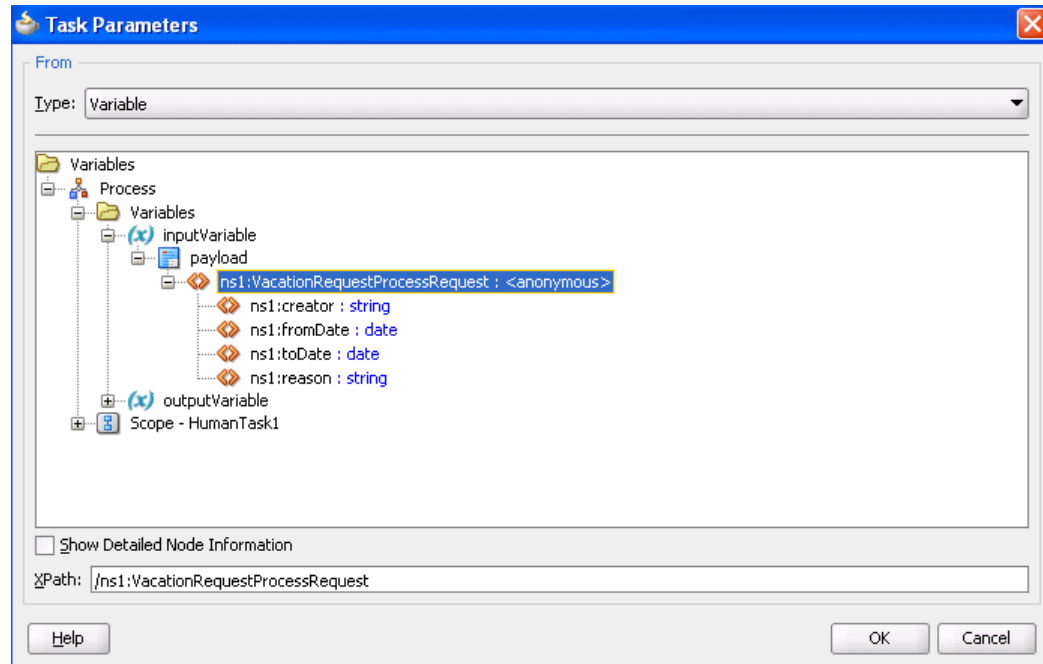 Task Parameters
From
Type: Variable
Variables
Process
Variables
(x) inputVariable
payload
ns1:VacationRequestProcessRequest : <anonymous>
ns1:creator : string
ns1:fromDate : date
ns1:toDate : date
ns1:reason : string
(x) outputVariable
Scope - HumanTask1
Show Detailed Node Information
XPath: /ns1:VacationRequestProcessRequest
Help OK Cancel